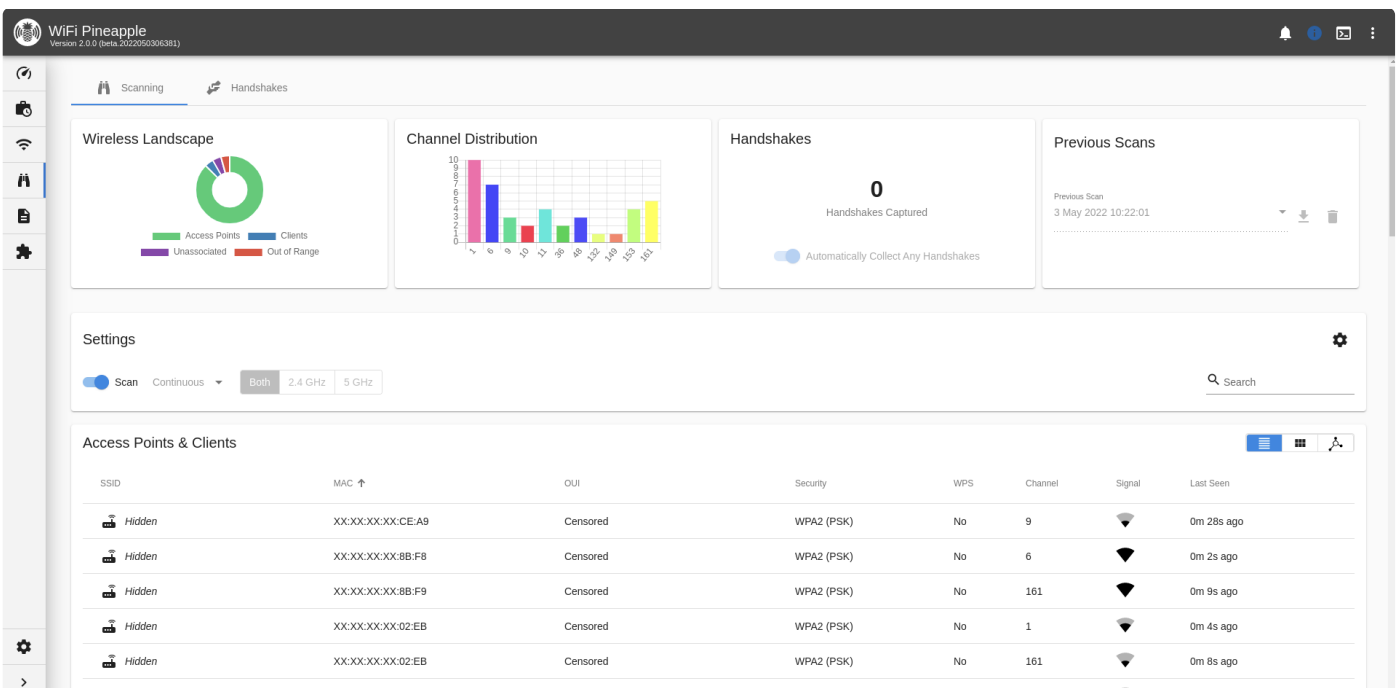 WiFi Pineapple
Version 2.0.0 (beta.2022050306381)
Scanning Handshakes
Wireless Landscape
Access Points Clients
Unassociated Out of Range
Channel Distribution
10
9
8
7
6
5
4
3
2
1
0
1 6 9 10 11 36 48 132 149 153 161
Handshakes
0
Handshakes Captured
Automatically Collect Any Handshakes
Previous Scans
Previous Scan
3 May 2022 10:22:01
Settings
Scan Continuous Both 2.4 GHz 5 GHz Search
Access Points & Clients
SSID MAC OUI Security WPS Channel Signal Last Seen
Hidden XX:XX:XX:XX:CE:A9 Censored WPA2 (PSK) No 9 0m 28s ago
Hidden XX:XX:XX:XX:8B:F8 Censored WPA2 (PSK) No 6 0m 2s ago
Hidden XX:XX:XX:XX:8B:F9 Censored WPA2 (PSK) No 161 0m 9s ago
Hidden XX:XX:XX:XX:02:EB Censored WPA2 (PSK) No 1 0m 4s ago
Hidden XX:XX:XX:XX:02:EB Censored WPA2 (PSK) No 161 0m 8s ago